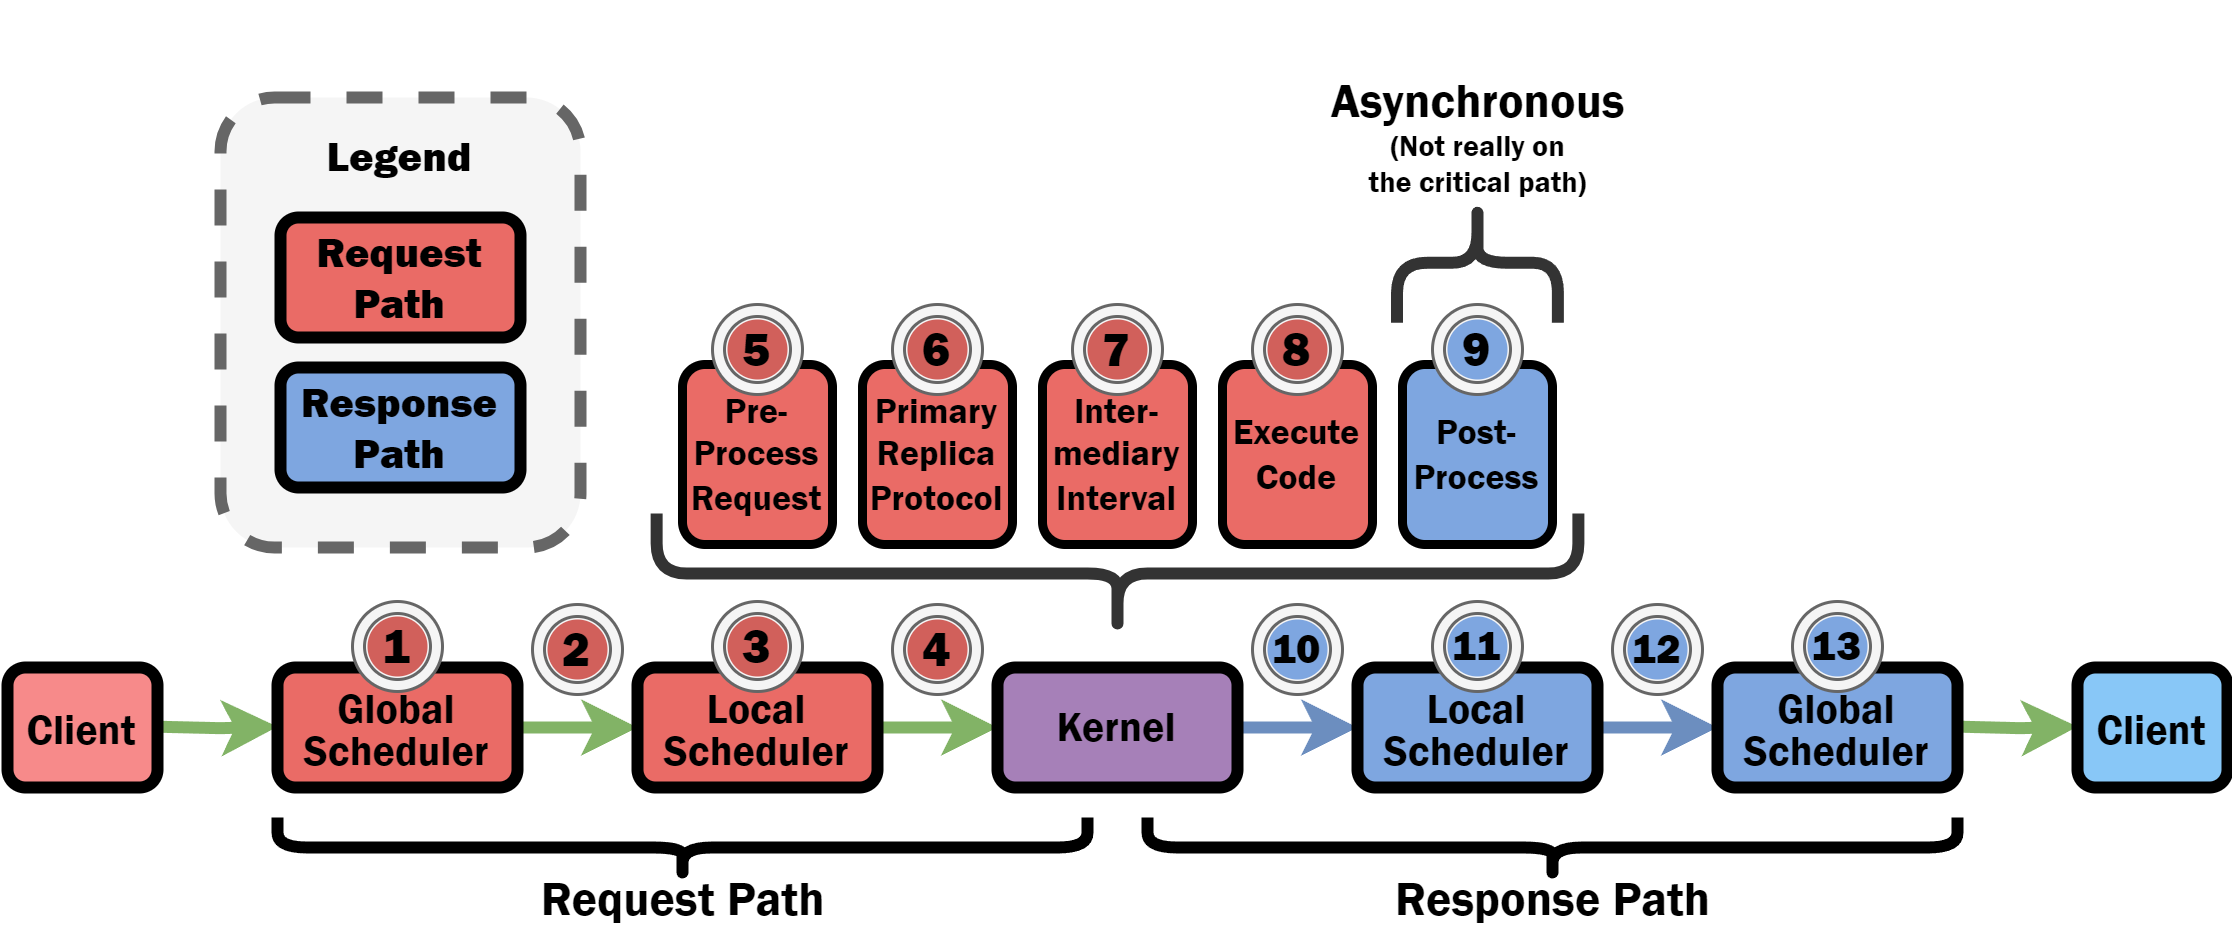 Asynchronous
(Not really on
the critical path)
Legend
Request
Path
Response
Path
5
Pre-
Process
Request
6
Primary
Replica
Protocol
7
Inter-
mediary
Interval
8
Execute
Code
9
Post-
Process
Client
1
Global
Scheduler
2
3
Local
Scheduler
4
Kernel
10
11
Local
Scheduler
12
13
Global
Scheduler
Client
Request Path
Response Path